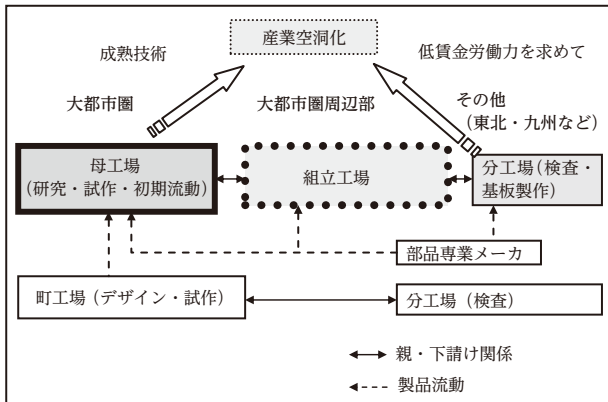 産業空洞化
成熟技術
低賃金労働力を求めて
大都市圏
大都市圏周辺部
その他
（東北・九州など）
母工場
（研究・試作・初期流動）
組立工場
分工場（検査・
基板製作）
部品専業メーカ
町工場（デザイン・試作）
分工場（検査）
親・下請け関係
製品流動